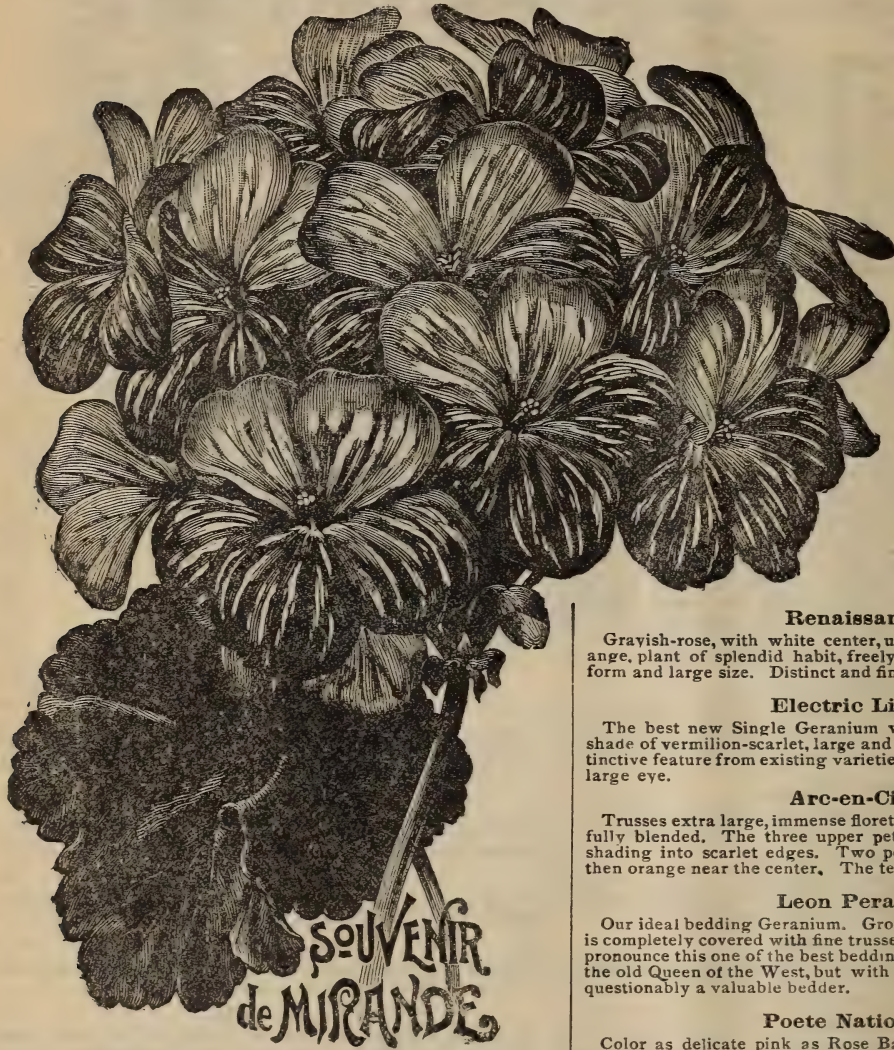 SOUVENIR
de MIRANDE
Renaissan
Grayish-rose, with white center, u
ange, plant of splendid habit, freely
form and large size. Distinct and fin
Electric Li
The best new Single Geranium v
shade of vermilion-scarlet, large and
tinctive feature from existing varietie
large eye.
Arc-en-Ci
Trusses extra large, immense floret
fully blended. The three upper pet
shading into scarlet edges. Two p
then orange near the center. The te
Leon Pera
Our ideal bedding Geranium. Gro
is completely covered with fine trusse
pronounce this one of the best beddin
the old Queen of the West, but with
questionably a valuable bedder.
Poete Natio
Color as delicate pink as Rose B